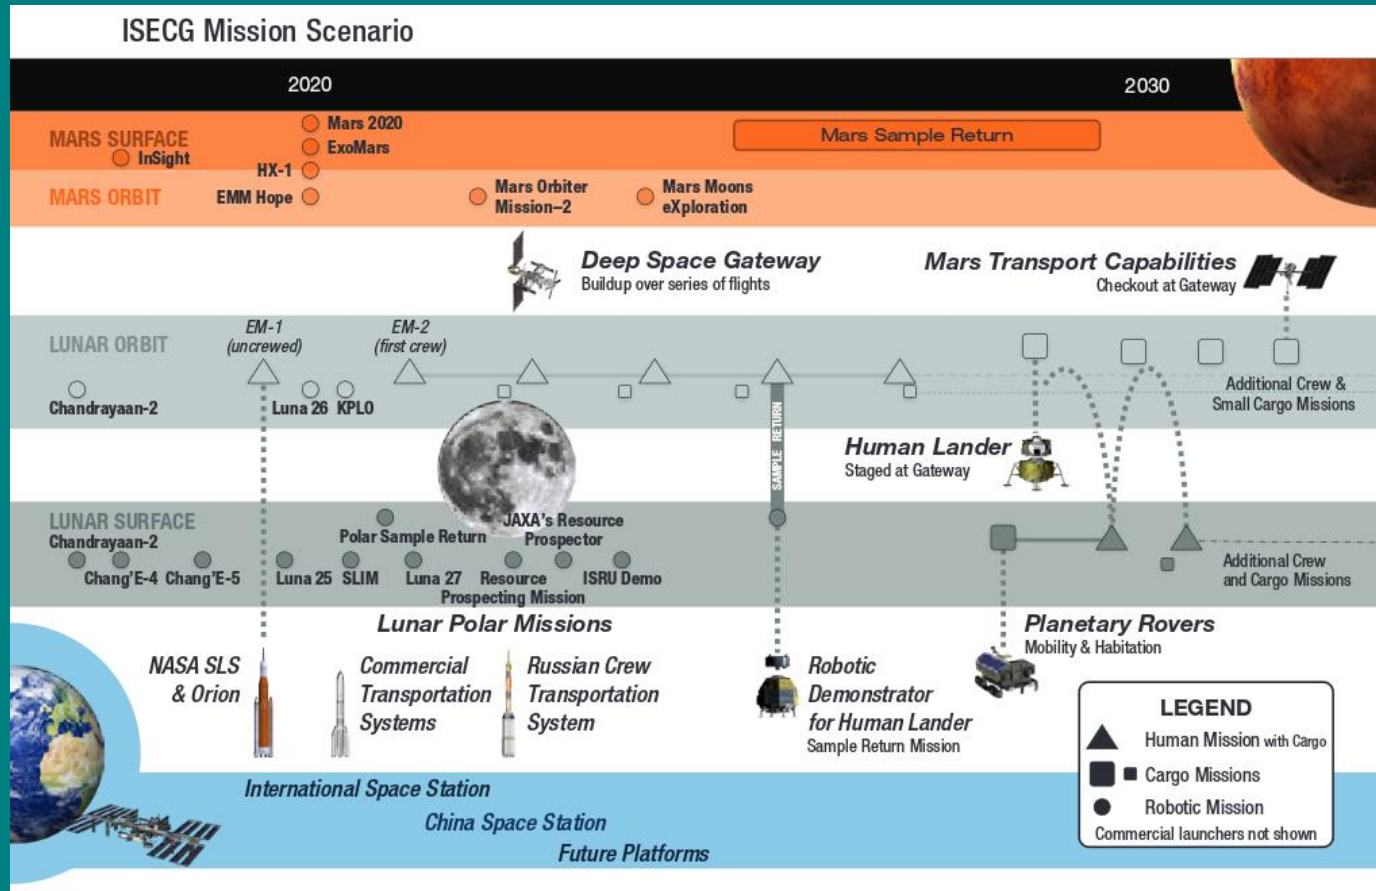 ISECG Mission Scenario
2020
2030
MARS SURFACE
InSight
Mars 2020
ExoMars
HX-1
Mars Sample Return
MARS ORBIT
EMM Hope
Mars Orbiter
Mission–2
Mars Moons
eXploration
Deep Space Gateway
Buildup over series of flights
Mars Transport Capabilities
Checkout at Gateway
LUNAR ORBIT
EM-1
(uncrewed)
EM-2
(first crew)
Chandrayaan-2
Luna 26
KPLO
Additional Crew &
Small Cargo Missions
SAMPLE RETURN
Human Lander
Staged at Gateway
LUNAR SURFACE
Chandrayaan-2
Chang'E-4
Chang'E-5
Luna 25
SLIM
Polar Sample Return
Luna 27
JAXA's Resource
Prospector
Resource
Prospecting Mission
ISRU Demo
Additional Crew
and Cargo Missions
Lunar Polar Missions
NASA SLS
& Orion
Commercial
Transportation
Systems
Russian Crew
Transportation
System
Robotic
Demonstrator
for Human Lander
Sample Return Mission
Planetary Rovers
Mobility & Habitation
LEGEND
Human Mission with Cargo
Cargo Missions
Robotic Mission
Commercial launchers not shown
International Space Station
China Space Station
Future Platforms